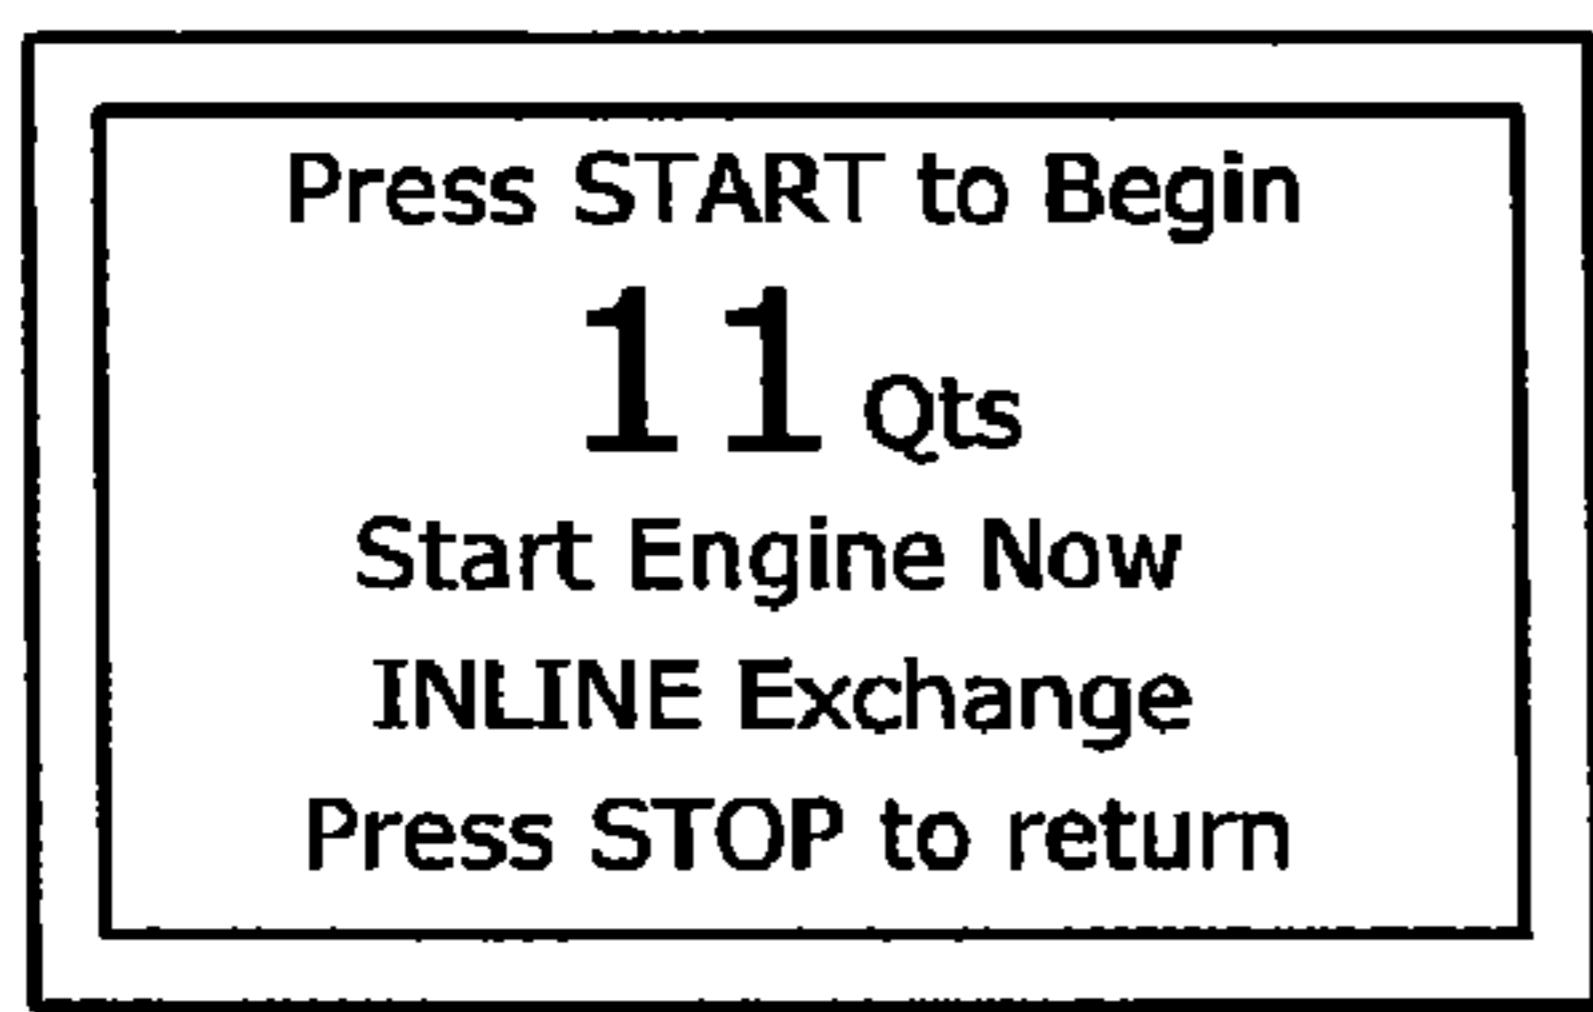 Press START to Begin
11 Qts
Start Engine Now
INLINE Exchange
Press STOP to return